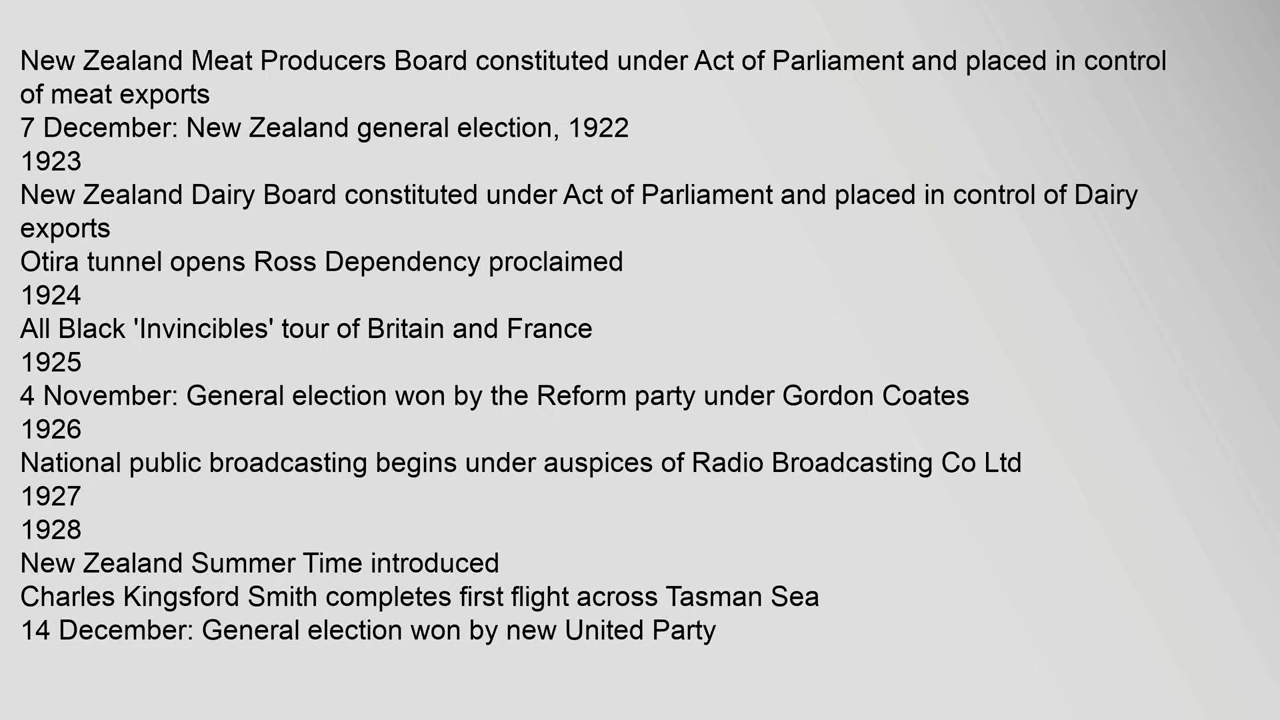 New Zealand Meat Producers Board constituted under Act of Parliament and placed in control
of meat exports
7 December: New Zealand general election, 1922
1923
New Zealand Dairy Board constituted under Act of Parliament and placed in control of Dairy
exports
Otira tunnel opens Ross Dependency proclaimed
1924
All Black 'Invincibles' tour of Britain and France
1925
4 November: General election won by the Reform party under Gordon Coates
1926
National public broadcasting begins under auspices of Radio Broadcasting Co Ltd
1927
1928
New Zealand Summer Time introduced
Charles Kingsford Smith completes first flight across Tasman Sea
14 December: General election won by new United Party